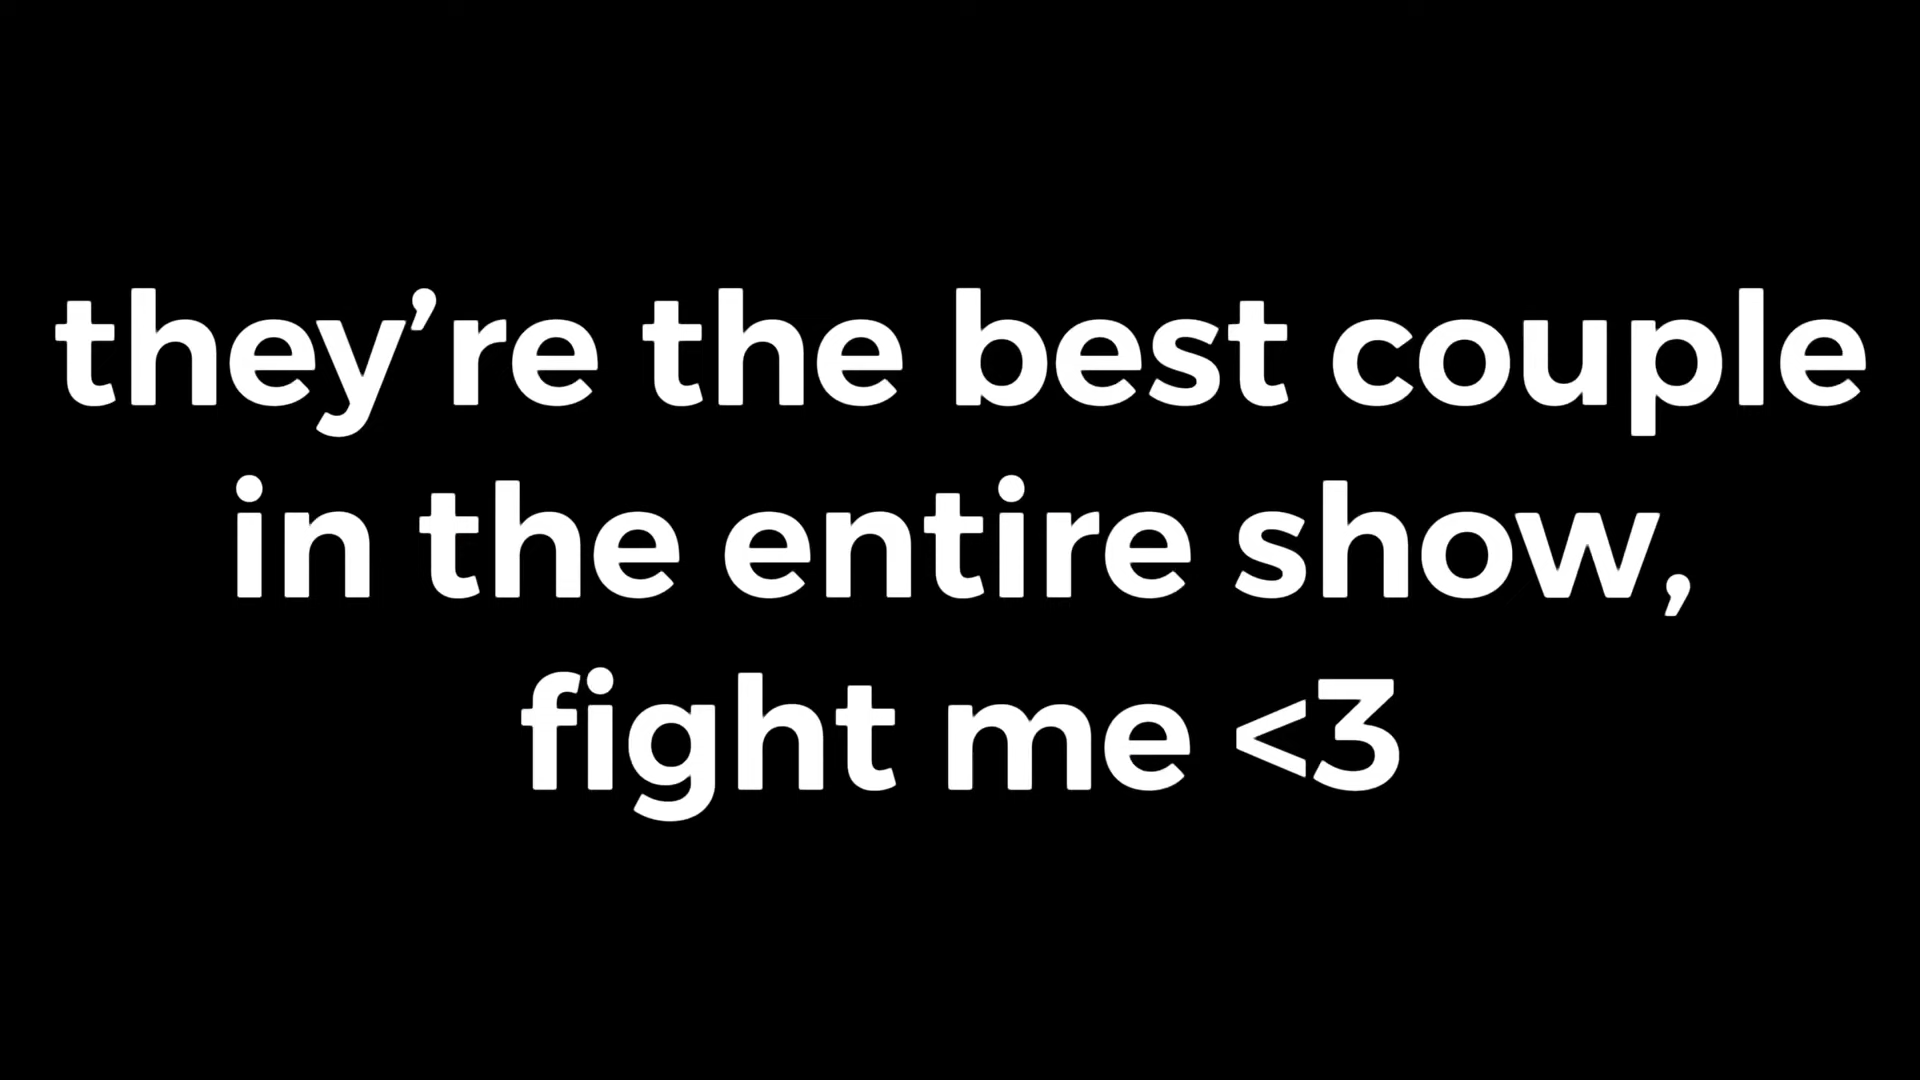 they’re the best couple
in the entire show,
fight me <3